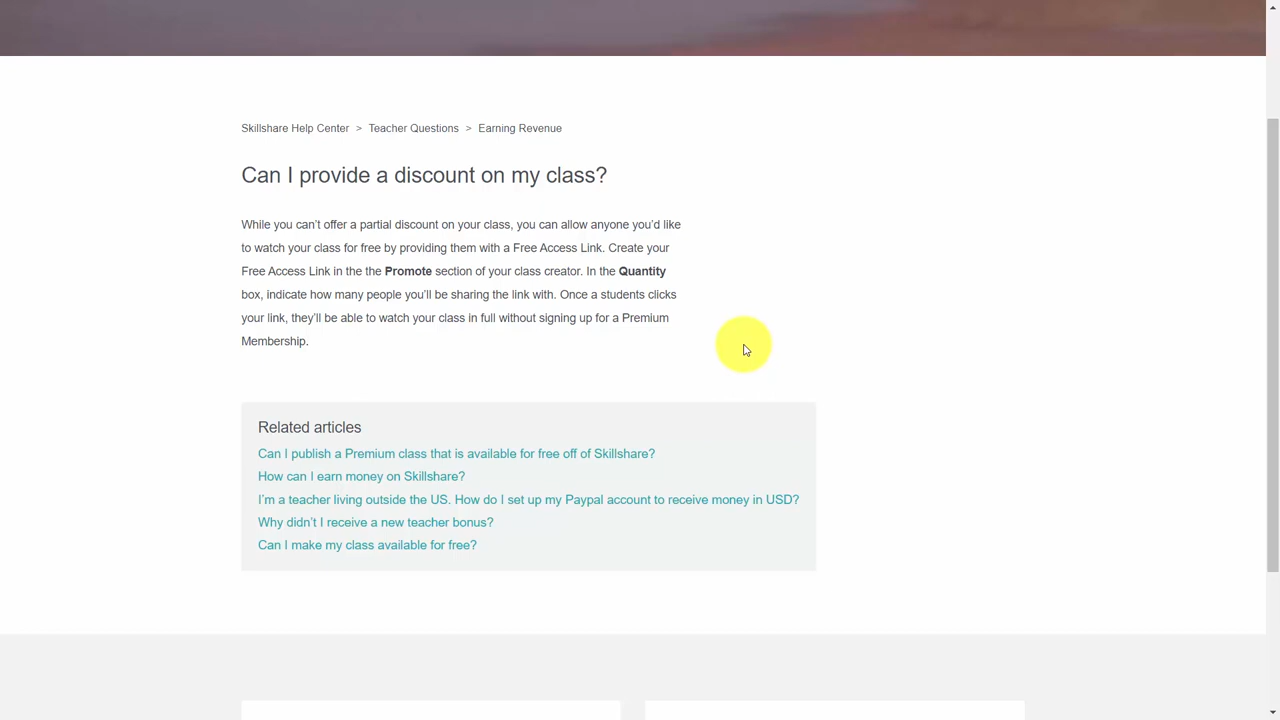 Skillshare Help Center > Teacher Questions > Earning Revenue
Can I provide a discount on my class?
While you can't offer a partial discount on your class, you can allow anyone you'd like
to watch your class for free by providing them with a Free Access Link. Create your
Free Access Link in the the Promote section of your class creator. In the Quantity
box, indicate how many people you'll be sharing the link with. Once a students clicks
your link, they'll be able to watch your class in full without signing up for a Premium
Membership.
Related articles
Can I publish a Premium class that is available for free off of Skillshare?
How can I earn money on Skillshare?
I'm a teacher living outside the US. How do I set up my Paypal account to receive money in USD?
Why didn't I receive a new teacher bonus?
Can I make my class available for free?